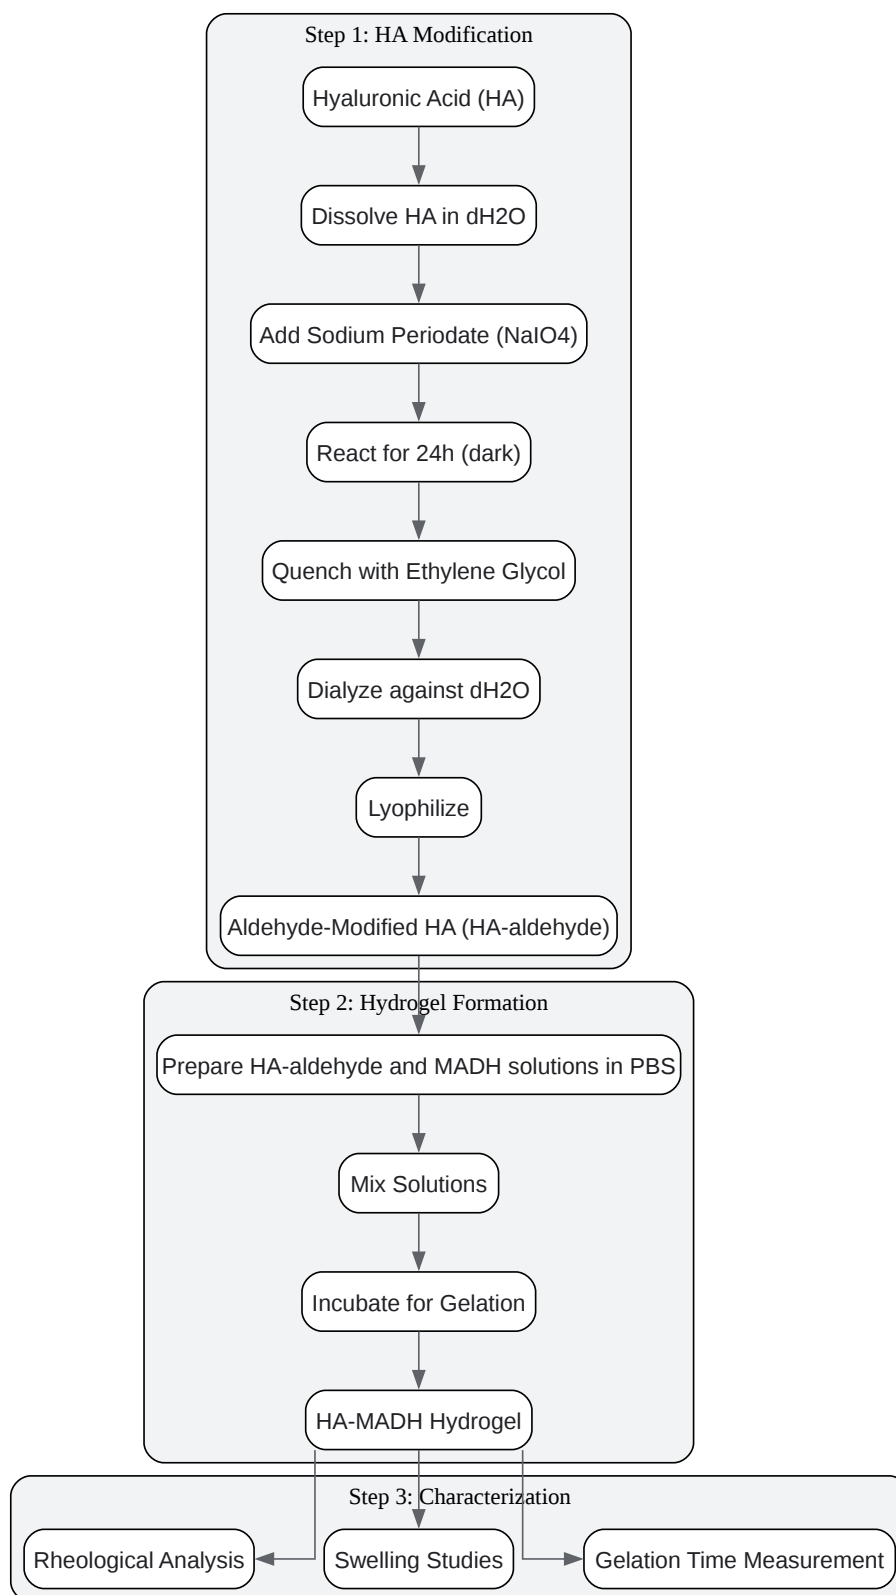 Step 1: HA Modification
Hyaluronic Acid (HA)
Dissolve HA in dH2O
Add Sodium Periodate (NaIO4)
React for 24h (dark)
Quench with Ethylene Glycol
Dialyze against dH2O
Lyophilize
Aldehyde-Modified HA (HA-aldehyde)
Step 2: Hydrogel Formation
Prepare HA-aldehyde and MADH solutions in PBS
Mix Solutions
Incubate for Gelation
HA-MADH Hydrogel
Step 3: Characterization
Rheological Analysis
Swelling Studies
Gelation Time Measurement